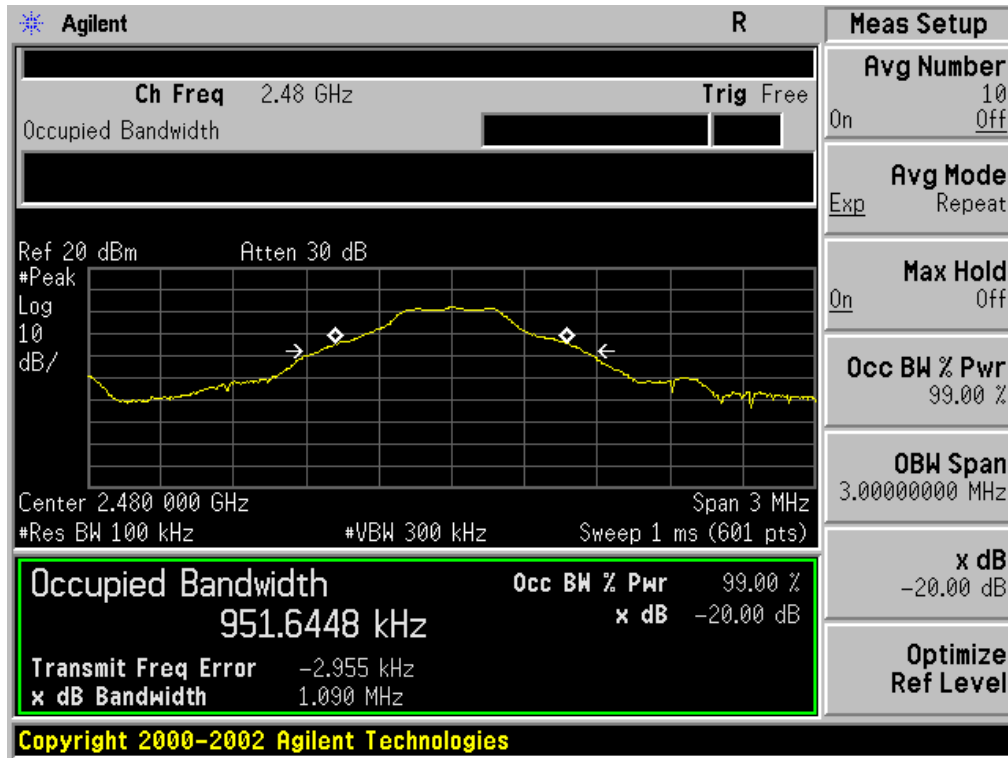 Agilent R
Ch Freq 2.48 GHz Trig Free
Occupied Bandwidth
Ref 20 dBm Atten 30 dB
#Peak
Log
10
dB/
Center 2.480 000 GHz Span 3 MHz
#Res BW 100 kHz #VBW 300 kHz Sweep 1 ms (601 pts)
Occupied Bandwidth Occ BW % Pwr 99.00 %
951.6448 kHz x dB -20.00 dB
Transmit Freq Error -2.955 kHz
x dB Bandwidth 1.090 MHz
Copyright 2000-2002 Agilent Technologies
Meas Setup
Avg Number
10
On Off
Avg Mode
Exp Repeat
Max Hold
On Off
Occ BW % Pwr
99.00 %
OBW Span
3.00000000 MHz
x dB
-20.00 dB
Optimize
Ref Level